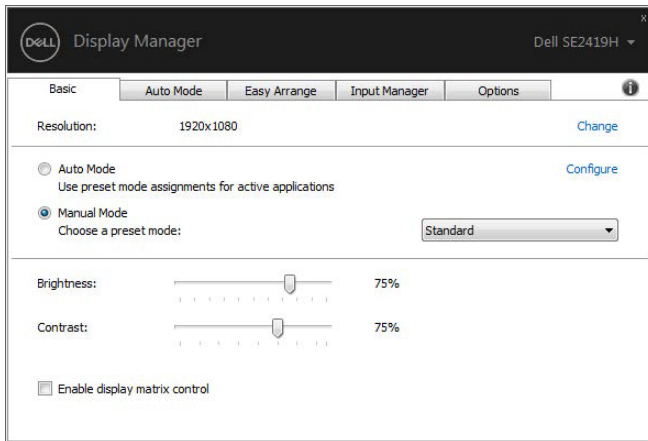 x
DELL Display Manager Dell SE2419H
Basic Auto Mode Easy Arrange Input Manager Options i
Resolution: 1920x1080 Change
Auto Mode Configure
Use preset mode assignments for active applications
Manual Mode
Choose a preset mode: Standard
Brightness: 75%
Contrast: 75%
Enable display matrix control